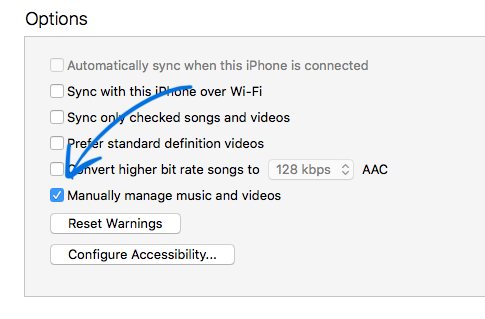 Options
Automatically sync when this iPhone is connected
Sync with this iPhone over Wi-Fi
Sync only checked songs and videos
Prefer standard definition videos
Convert higher bit rate songs to 128 kbps AAC
Manually manage music and videos
Reset Warnings
Configure Accessibility...